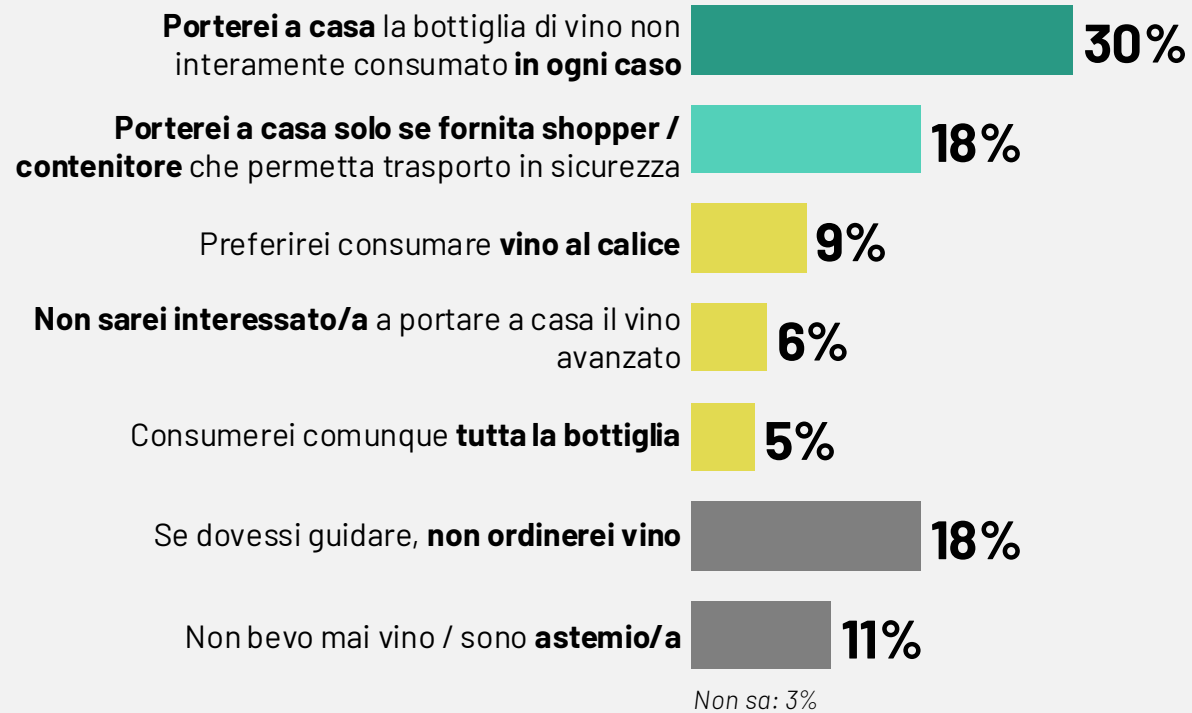 Porterei a casa la bottiglia di vino non
interamente consumato in ogni caso
30%
Porterei a casa solo se fornita shopper /
contenitore che permetta trasporto in sicurezza
18%
Preferirei consumare vino al calice
9%
Non sarei interessato/a a portare a casa il vino
avanzato
6%
Consumerei comunque tutta la bottiglia
5%
Se dovessi guidare, non ordinerei vino
18%
Non bevo mai vino / sono astemio/a
11%
Non sa: 3%